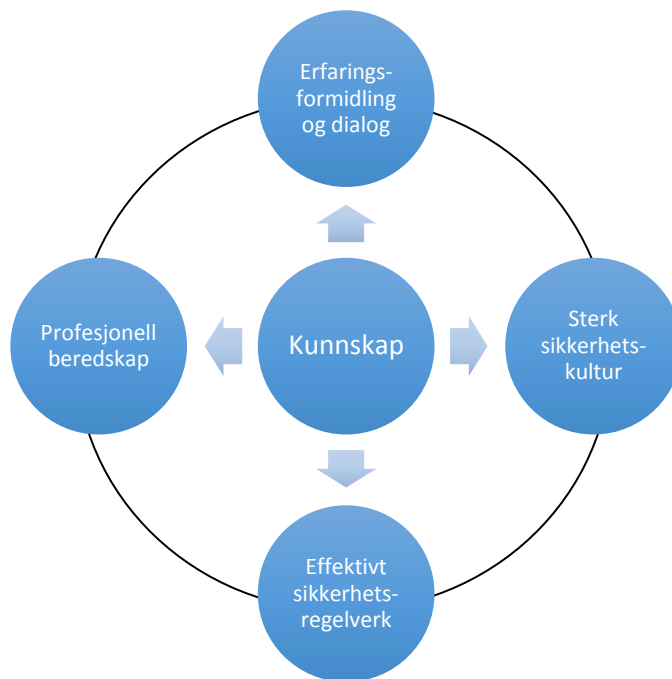 Erfarings-
formidling
og dialog
Profesjonell
beredskap
Kunnskap
Sterk
sikkerhets-
kultur
Effektivt
sikkerhets-
regelverk